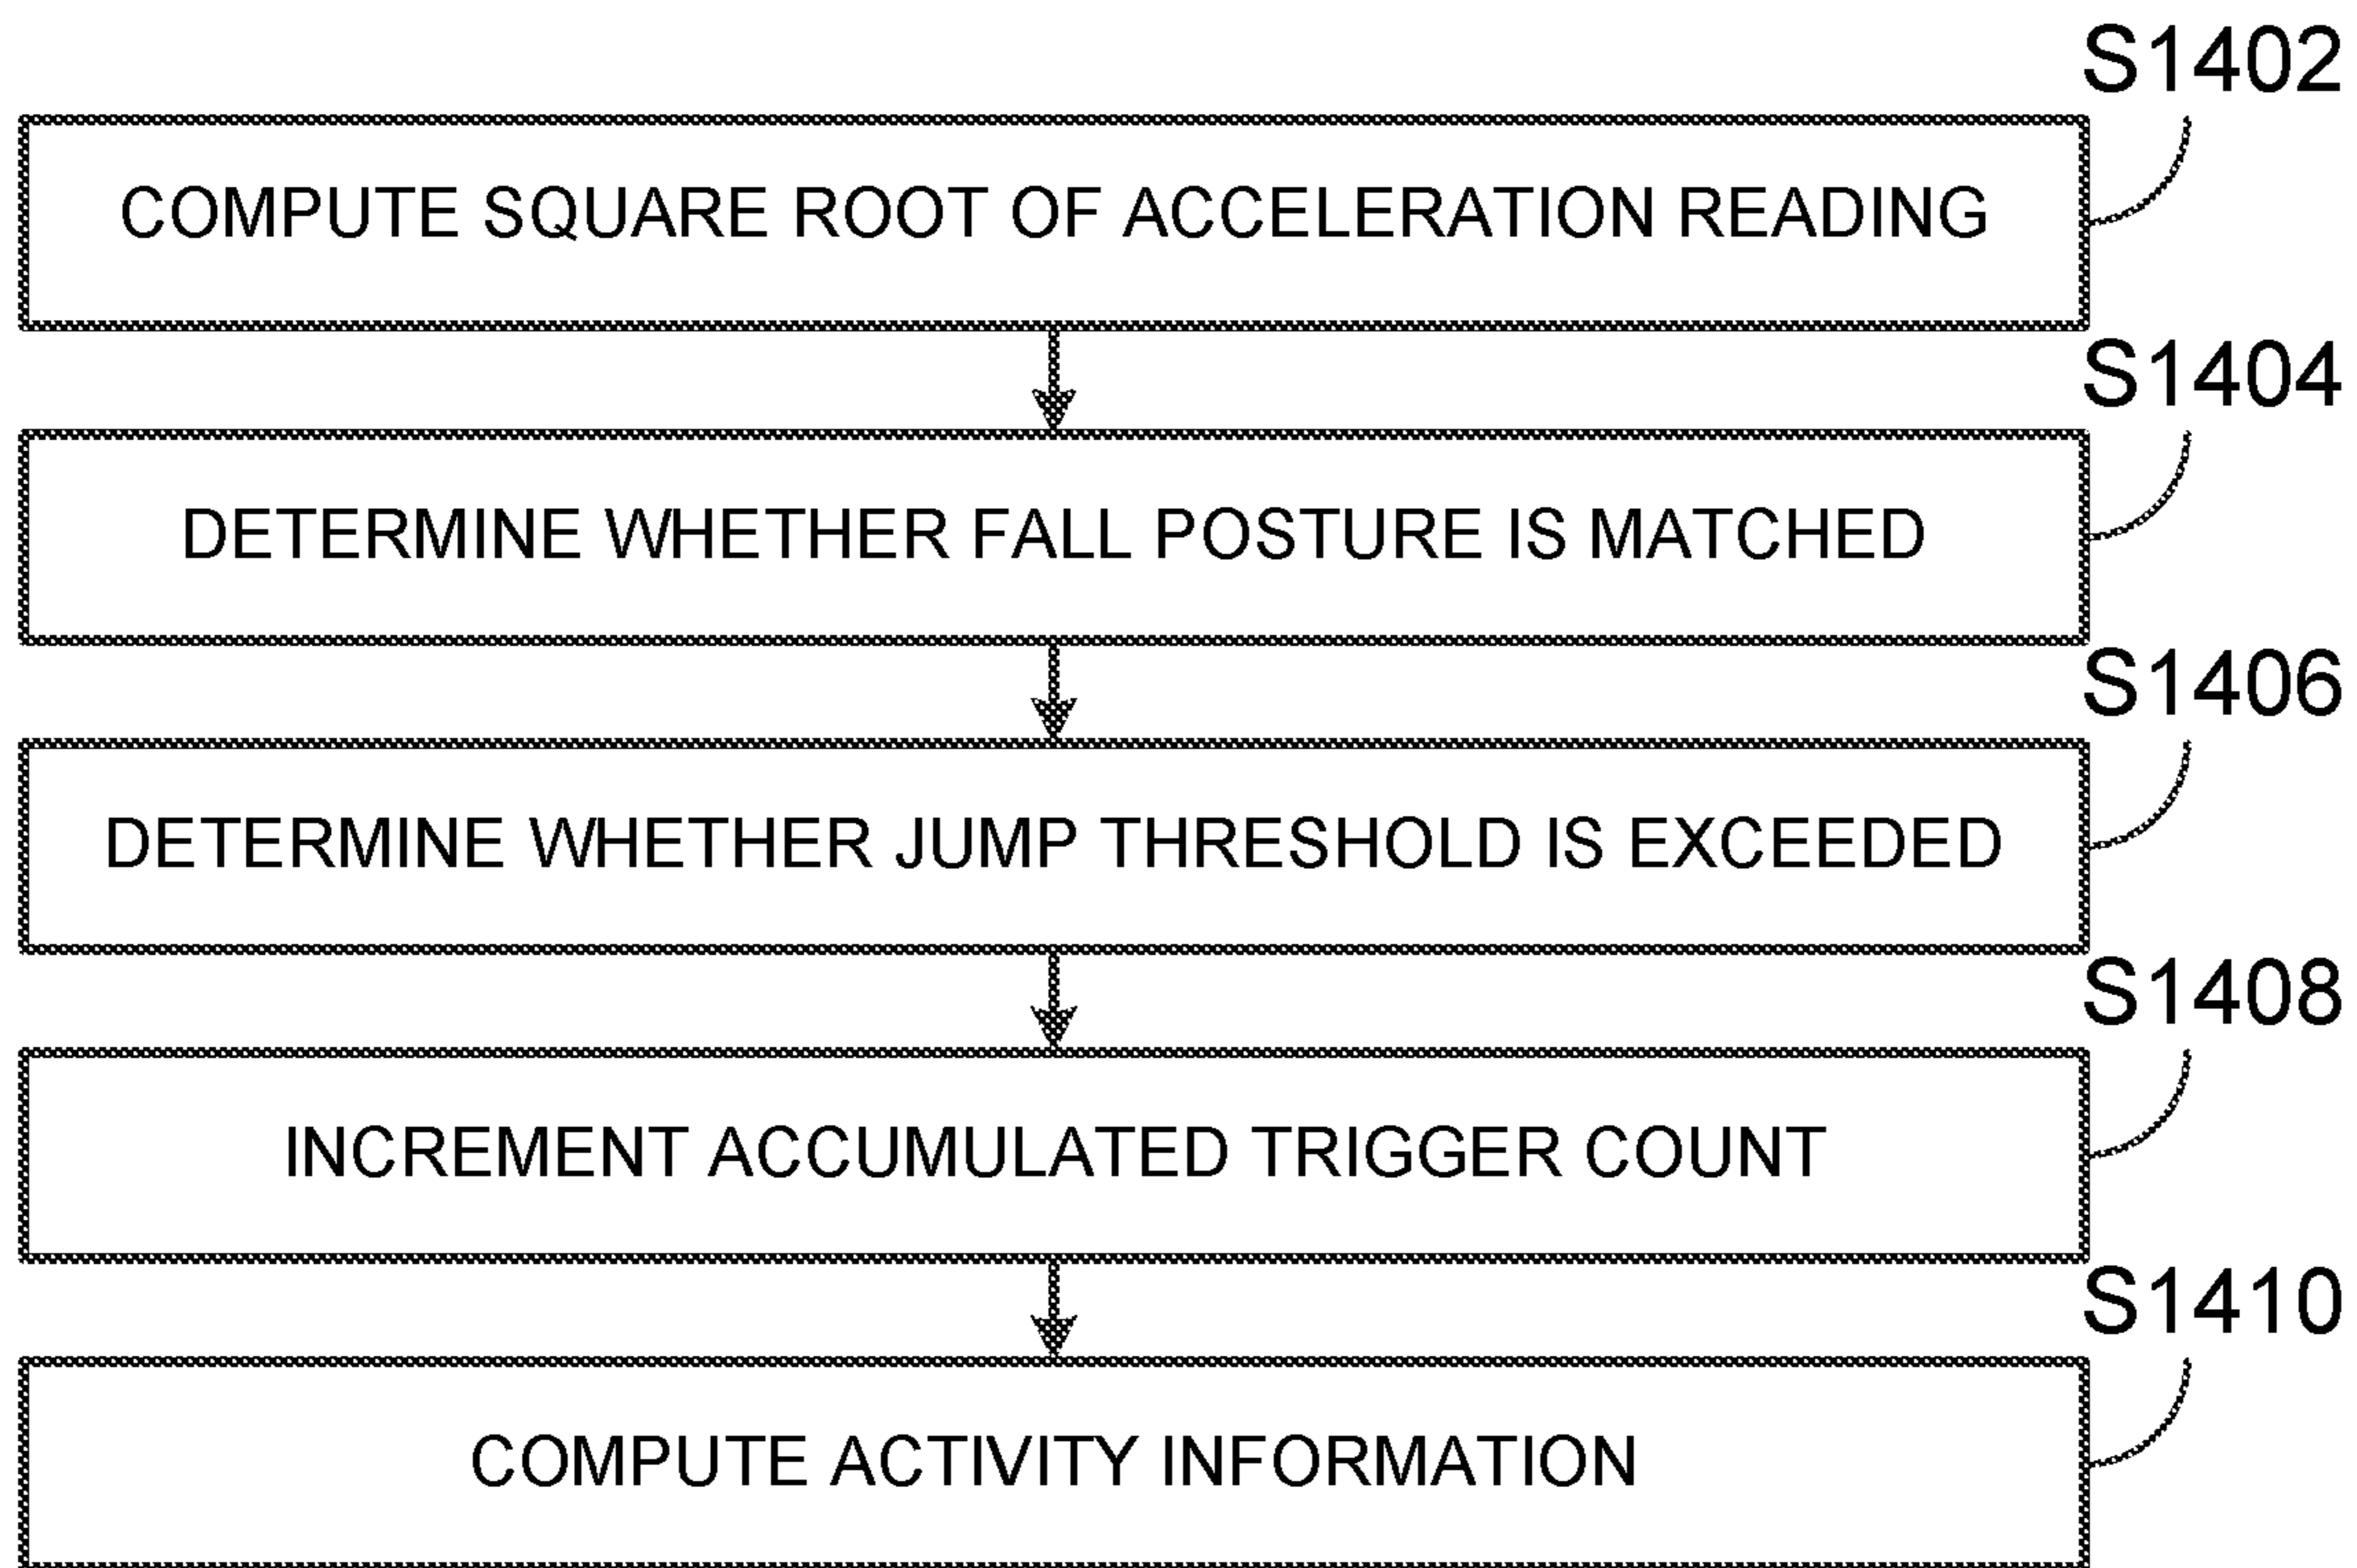 S1402
COMPUTE SQUARE ROOT OF ACCELERATION READING
S1404
DETERMINE WHETHER FALL POSTURE IS MATCHED
S1406
DETERMINE WHETHER JUMP THRESHOLD IS EXCEEDED
S1408
INCREMENT ACCUMULATED TRIGGER COUNT
S1410
COMPUTE ACTIVITY INFORMATION